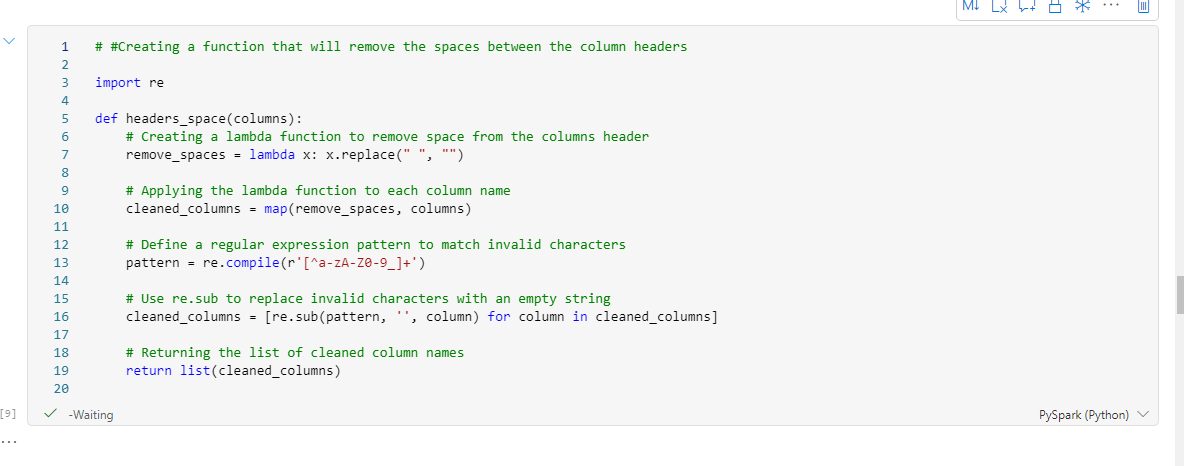 M↓
1 # #Creating a function that will remove the spaces between the column headers
2
3 import re
4
5 def headers_space(columns):
6     # Creating a lambda function to remove space from the columns header
7     remove_spaces = lambda x: x.replace(" ", "")
8
9     # Applying the lambda function to each column name
10     cleaned_columns = map(remove_spaces, columns)
11
12     # Define a regular expression pattern to match invalid characters
13     pattern = re.compile(r'[^a-zA-Z0-9_]+')
14
15     # Use re.sub to replace invalid characters with an empty string
16     cleaned_columns = [re.sub(pattern, '', column) for column in cleaned_columns]
17
18     # Returning the list of cleaned column names
19     return list(cleaned_columns)
20
[9] -Waiting PySpark (Python)